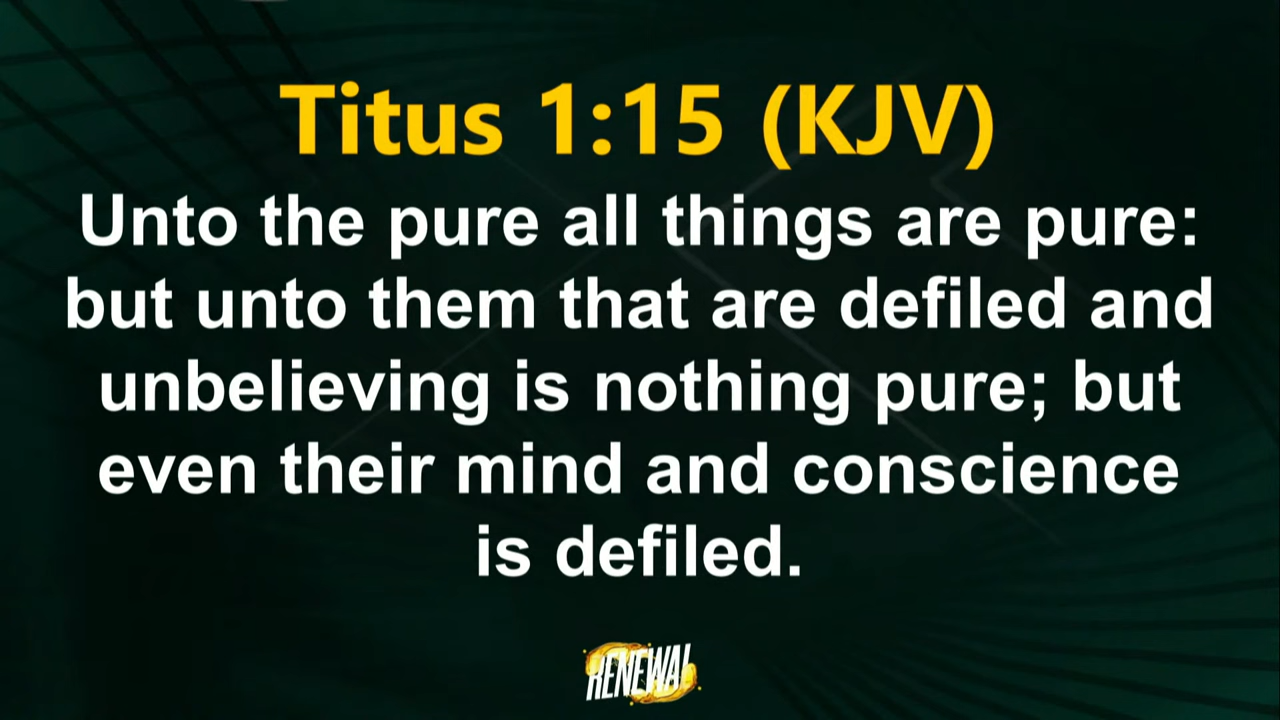 Titus 1:15 (KJV)
Unto the pure all things are pure:
but unto them that are defiled and
unbelieving is nothing pure; but
even their mind and conscience
is defiled.
RENEWAL